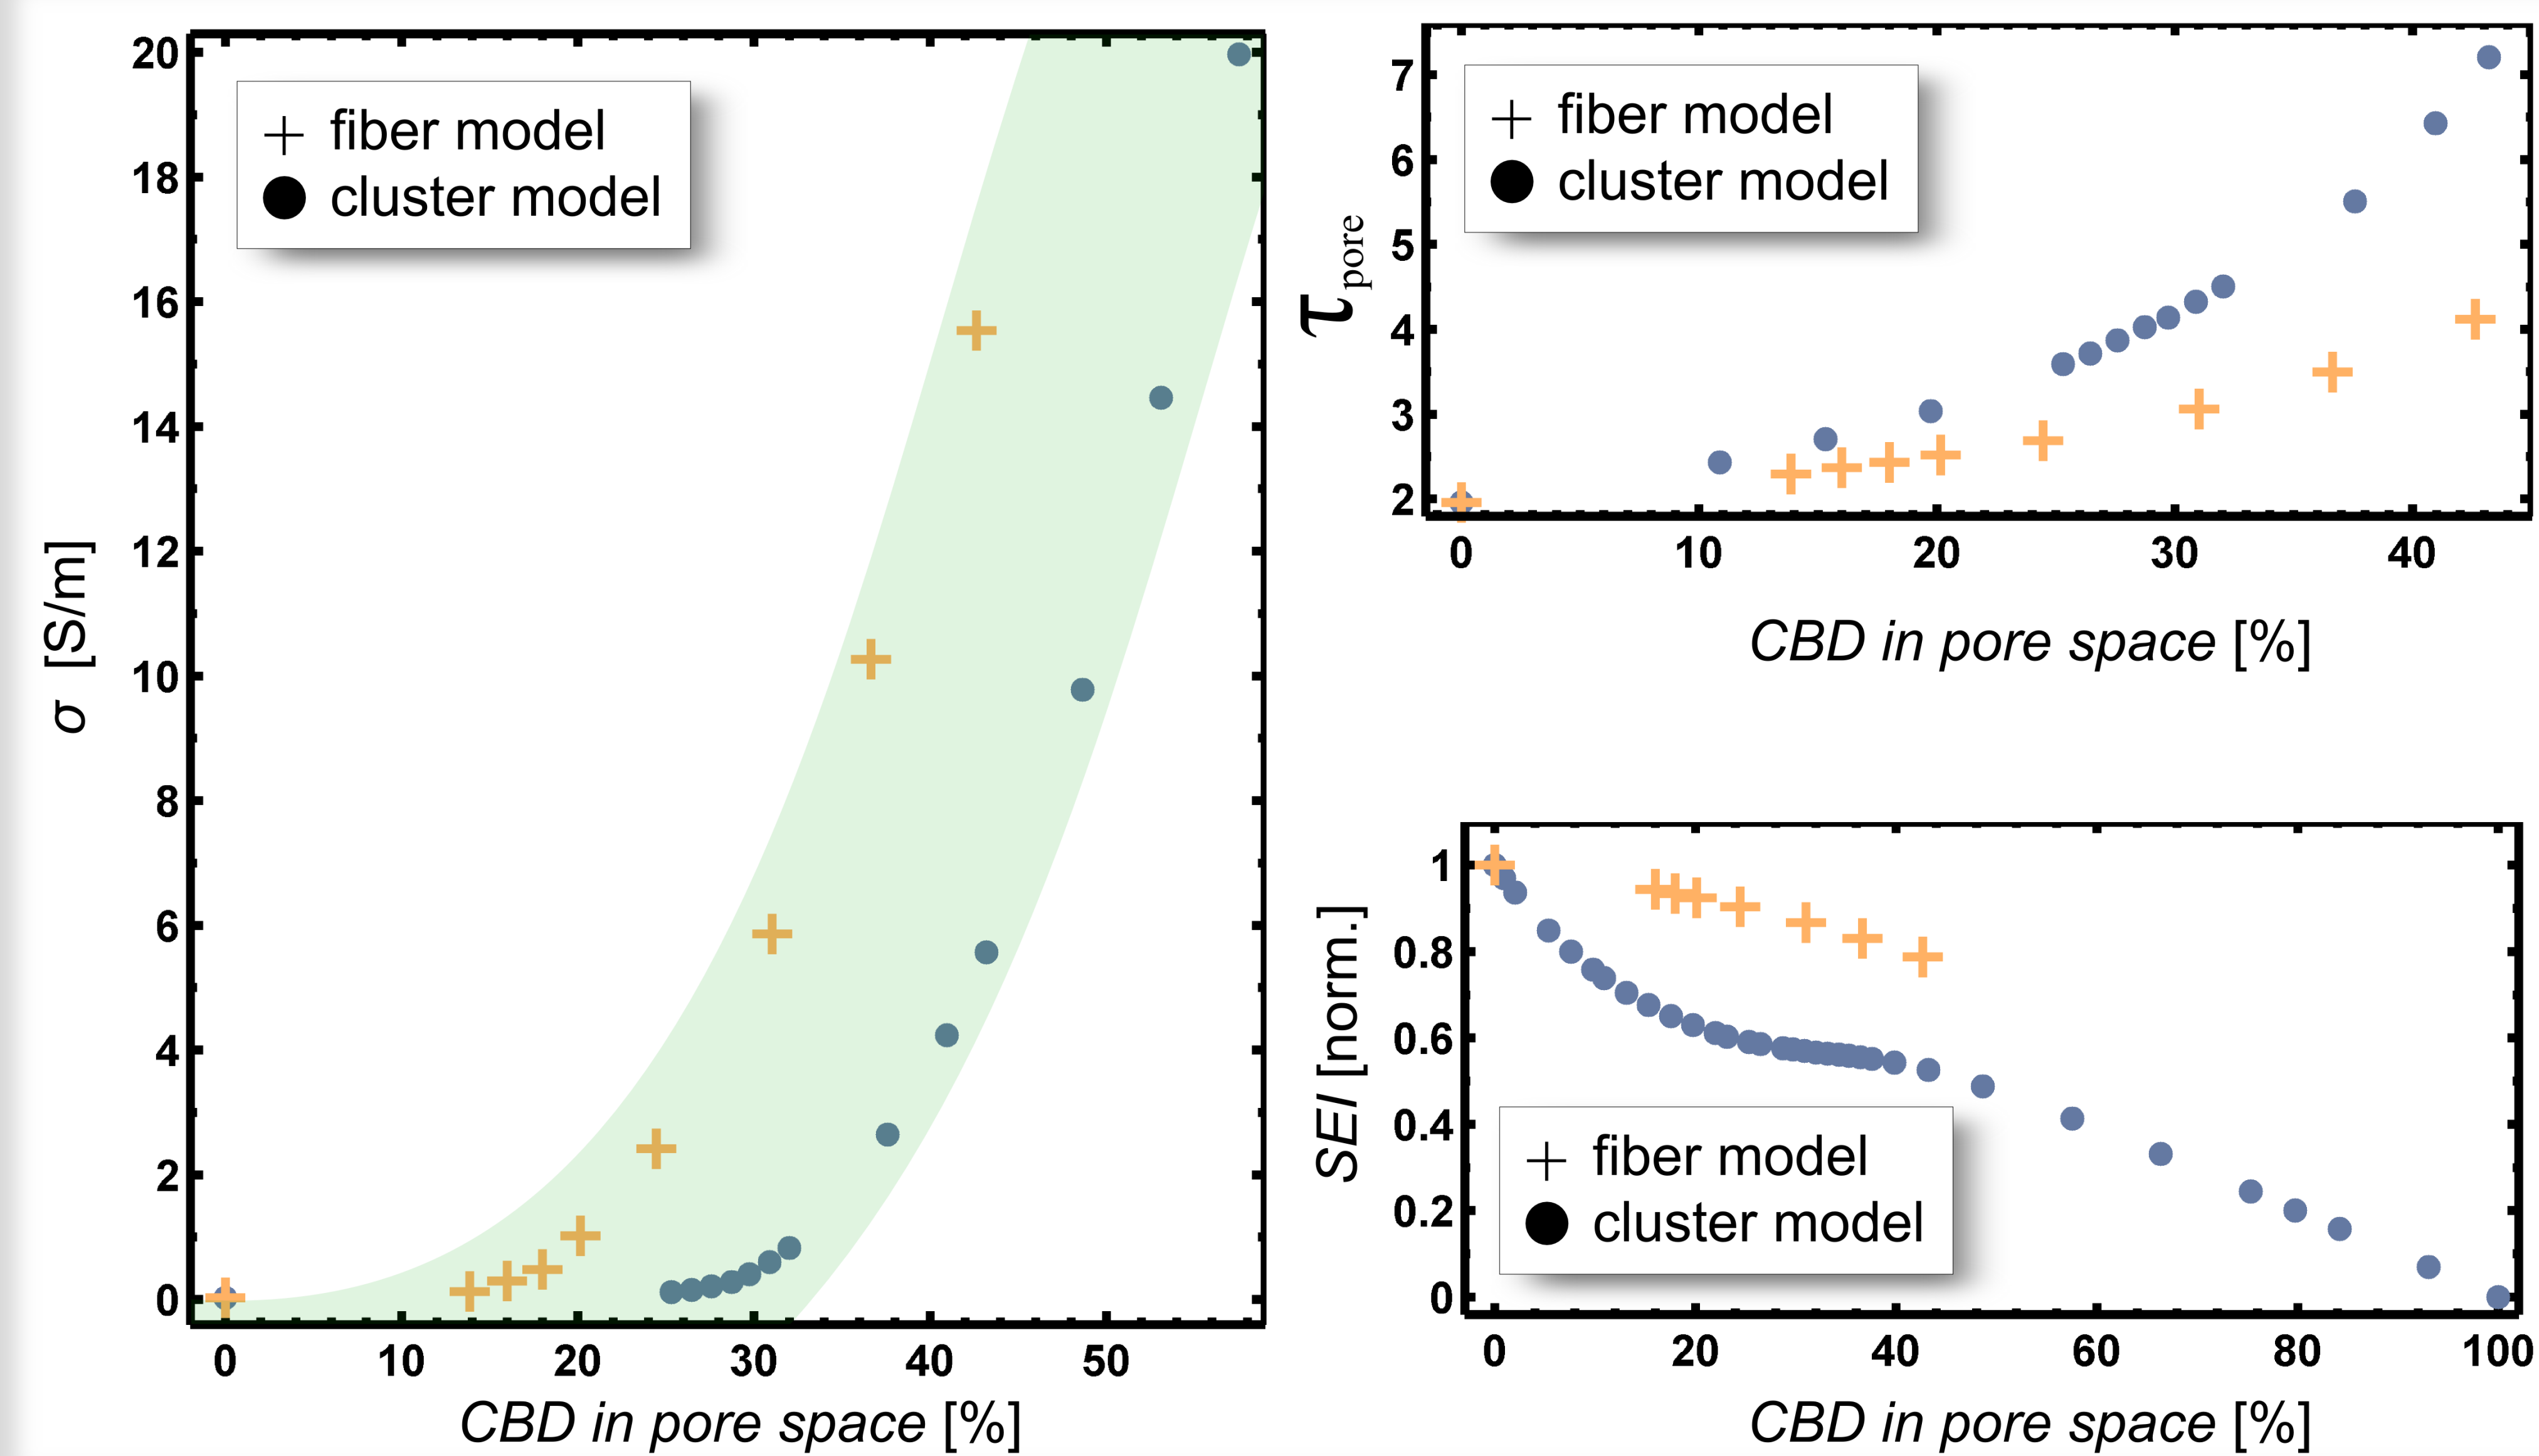 20
18
16
14
12
10
8
6
4
2
0
σ [S/m]
+ fiber model
● cluster model
0 10 20 30 40 50
CBD in pore space [%]
7
6
5
4
3
2
τpore
+ fiber model
● cluster model
0 10 20 30 40
CBD in pore space [%]
1
0.8
0.6
0.4
0.2
0
SEI [norm.]
+ fiber model
● cluster model
0 20 40 60 80 100
CBD in pore space [%]